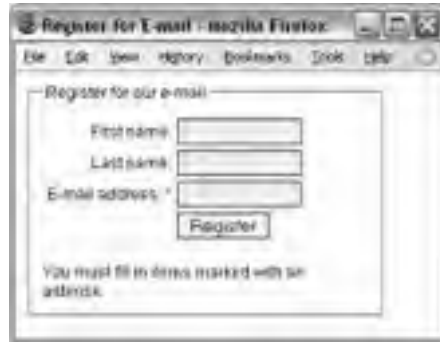 Register for E-mail - Mozilla Firefox
File Edit View History Bookmarks Tools Help
Register for our e-mail
First name
Last name
E-mail address: *
Register
You must fill in items marked with an
asterisk